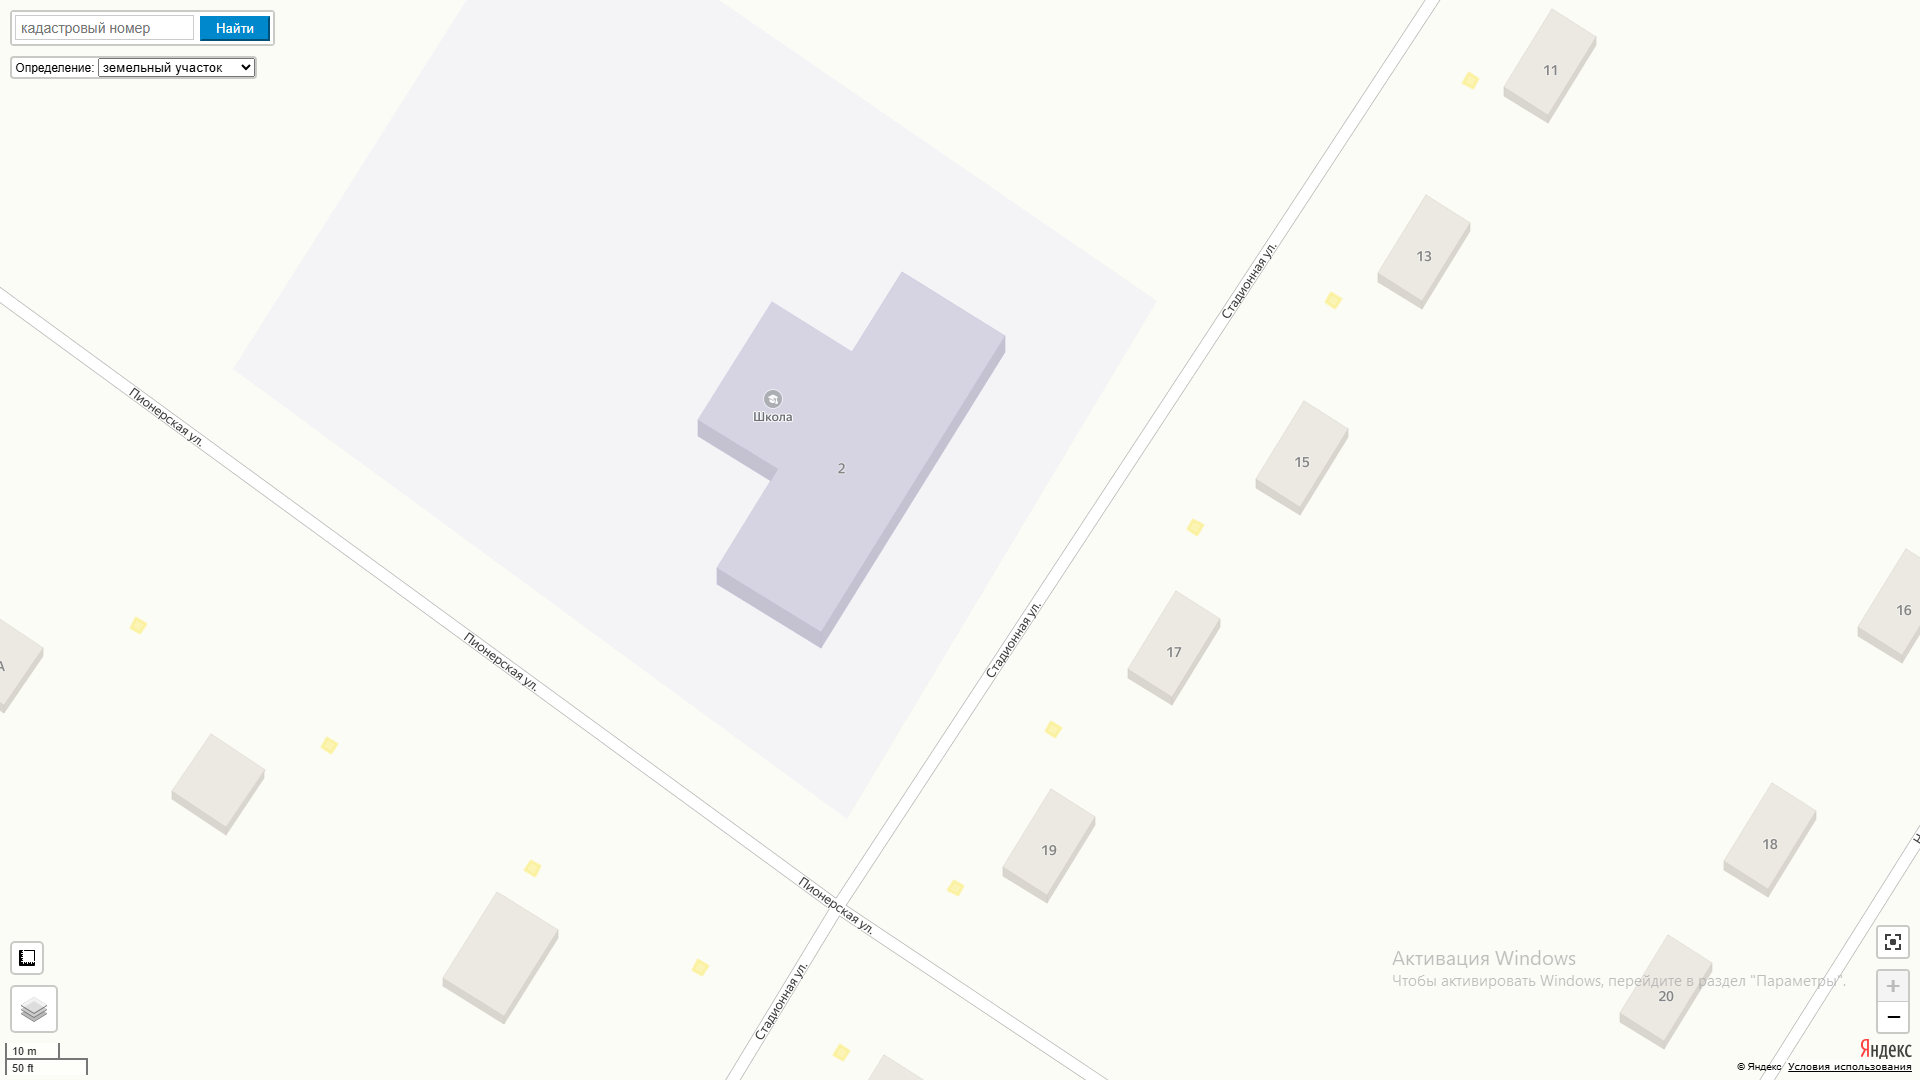 кадастровый номер
Найти
Определение: земельный участок
11
13
Стадионная ул.
Пионерская ул.
Школа
2
15
16
Стадионная ул.
17
А
Пионерская ул.
18
19
Пионерская ул.
Активация Windows
Чтобы активировать Windows, перейдите в раздел "Параметры".
20
Стадионная ул.
+
−
10 m
50 ft
Яндекс
© Яндекс Условия использования